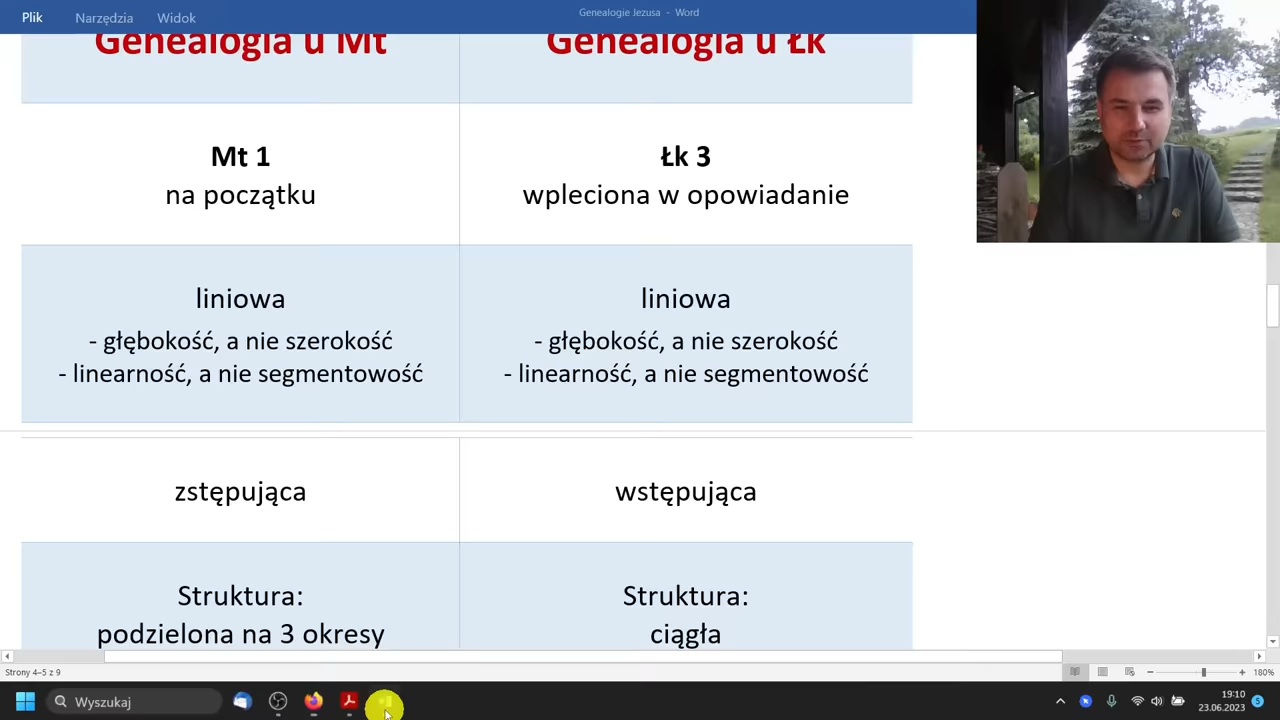 Plik
Narzędzia
Widok
Genealogie Jezusa - Word
Genealogia u Mt
Genealogia u Łk
Mt 1
na początku
Łk 3
wpleciona w opowiadanie
liniowa
- głębokość, a nie szerokość
- linearność, a nie segmentowość
liniowa
- głębokość, a nie szerokość
- linearność, a nie segmentowość
zstępująca
wstępująca
Struktura:
podzielona na 3 okresy
Struktura:
ciągła
Strony 4–5 z 9
180%
Wyszukaj
19:10
23.06.2023
5